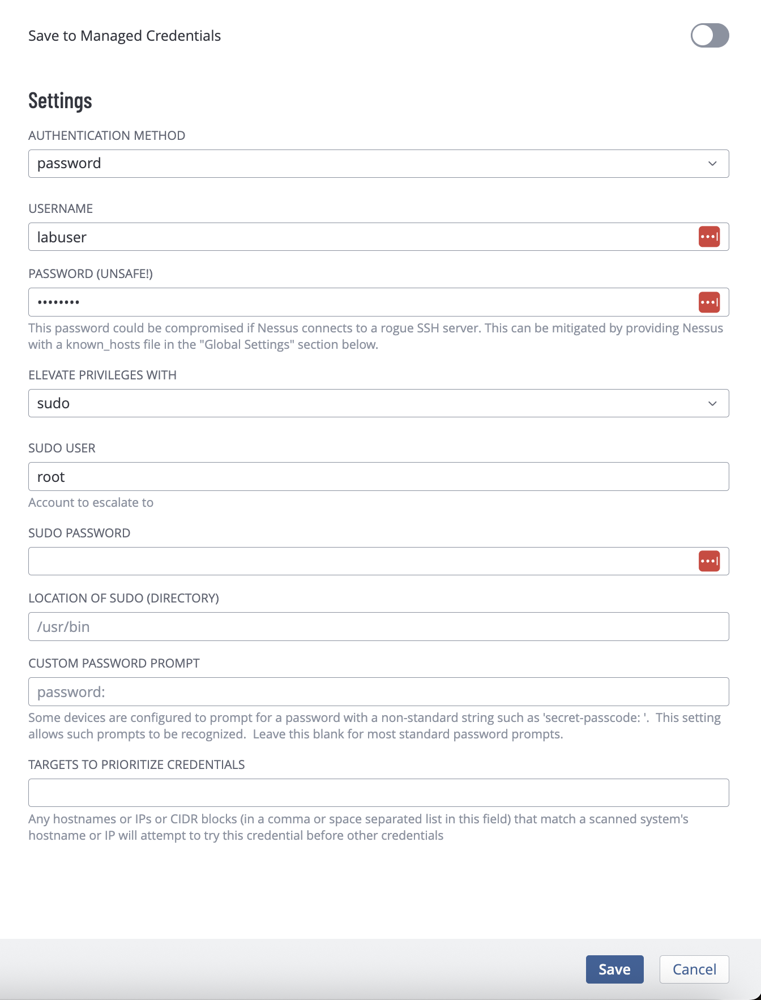 Save to Managed Credentials
Settings
AUTHENTICATION METHOD
password
USERNAME
labuser
PASSWORD (UNSAFE!)
••••••••
This password could be compromised if Nessus connects to a rogue SSH server. This can be mitigated by providing Nessus
with a known_hosts file in the "Global Settings" section below.
ELEVATE PRIVILEGES WITH
sudo
SUDO USER
root
Account to escalate to
SUDO PASSWORD
LOCATION OF SUDO (DIRECTORY)
/usr/bin
CUSTOM PASSWORD PROMPT
password:
Some devices are configured to prompt for a password with a non-standard string such as 'secret-passcode: '.  This setting
allows such prompts to be recognized.  Leave this blank for most standard password prompts.
TARGETS TO PRIORITIZE CREDENTIALS
Any hostnames or IPs or CIDR blocks (in a comma or space separated list in this field) that match a scanned system's
hostname or IP will attempt to try this credential before other credentials
Save
Cancel